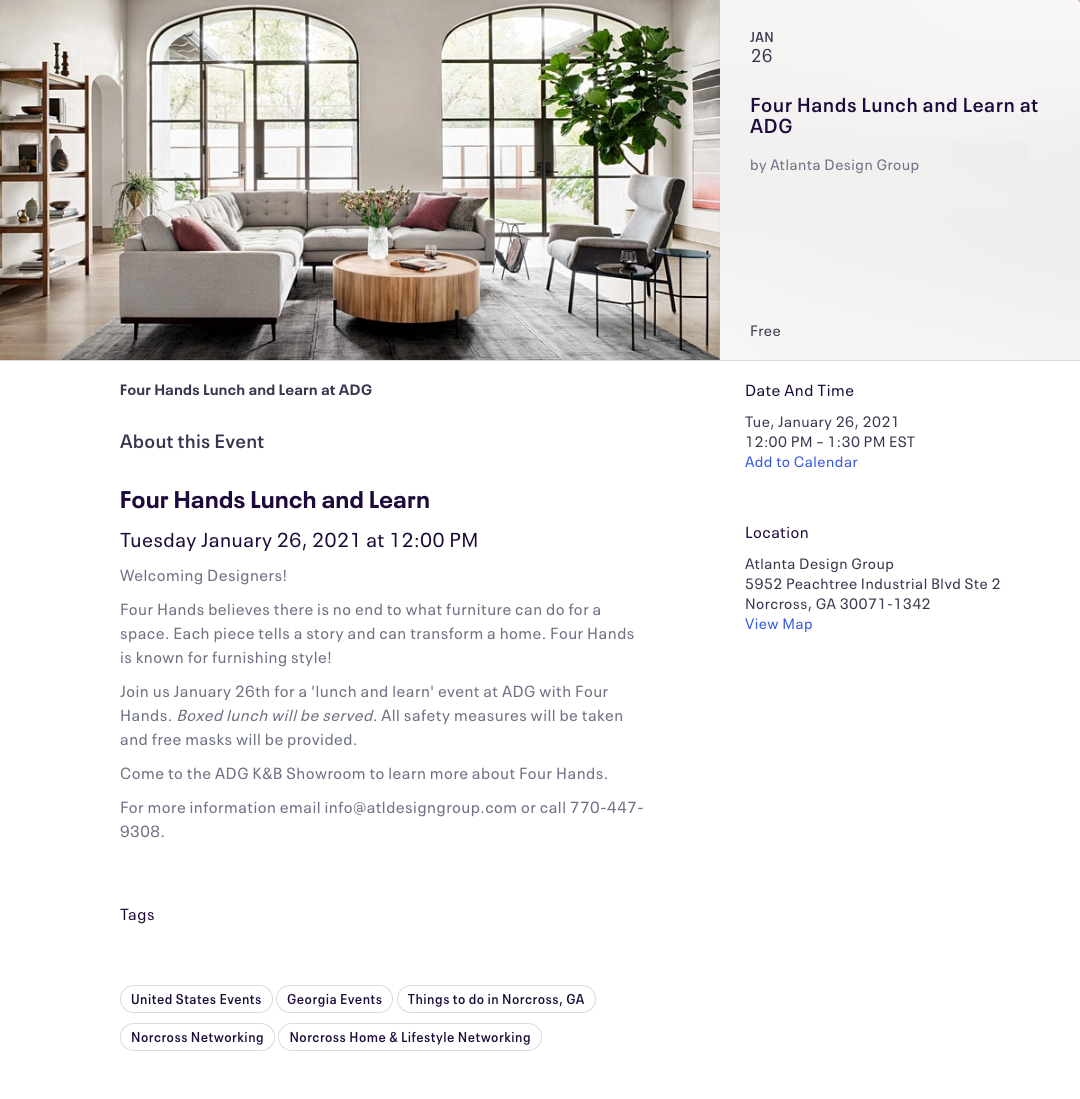 JAN
26
Four Hands Lunch and Learn at
ADG
by Atlanta Design Group
Free
Four Hands Lunch and Learn at ADG
About this Event
Four Hands Lunch and Learn
Tuesday January 26, 2021 at 12:00 PM
Welcoming Designers!
Four Hands believes there is no end to what furniture can do for a
space. Each piece tells a story and can transform a home. Four Hands
is known for furnishing style!
Join us January 26th for a 'lunch and learn' event at ADG with Four
Hands. Boxed lunch will be served. All safety measures will be taken
and free masks will be provided.
Come to the ADG K&B Showroom to learn more about Four Hands.
For more information email info@atldesigngroup.com or call 770-447-
9308.
Tags
United States Events
Georgia Events
Things to do in Norcross, GA
Norcross Networking
Norcross Home & Lifestyle Networking
Date And Time
Tue, January 26, 2021
12:00 PM – 1:30 PM EST
Add to Calendar
Location
Atlanta Design Group
5952 Peachtree Industrial Blvd Ste 2
Norcross, GA 30071-1342
View Map